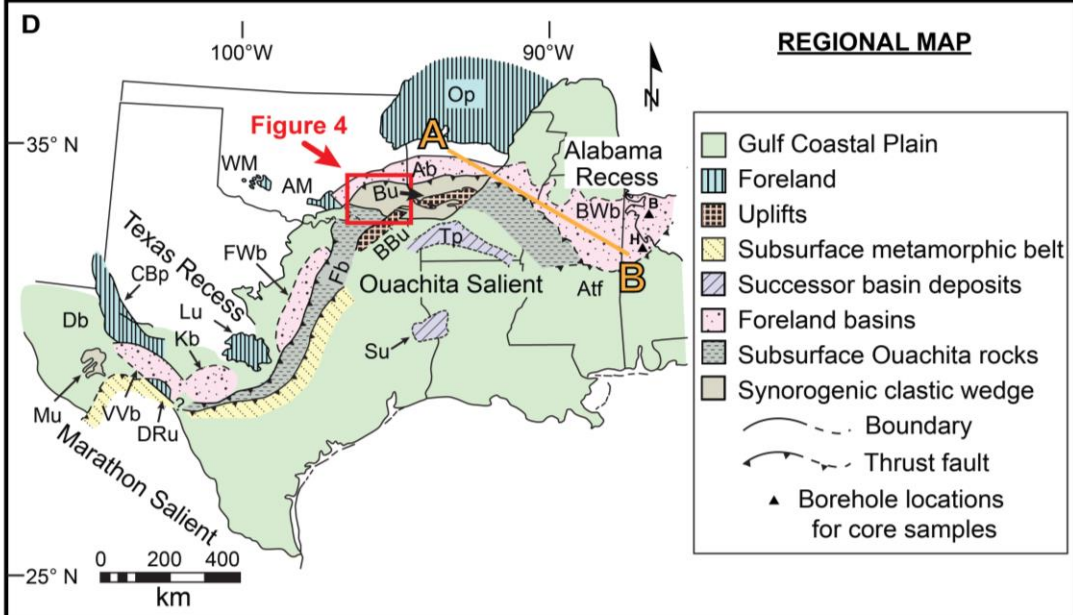 D
100°W
90°W
REGIONAL MAP
N
Op
Figure 4
A
35° N
Alabama
Recess
WM
AM
Ab
Bu
BWb
B
H
BBu
Tp
B
Texas Recess
FWb
Fb
CBp
Ouachita Salient
Atf
Lu
Db
Kb
Su
Mu
VVb
DRu
?
Marathon Salient
0 200 400
km
25° N
Gulf Coastal Plain
Foreland
Uplifts
Subsurface metamorphic belt
Successor basin deposits
Foreland basins
Subsurface Ouachita rocks
Synorogenic clastic wedge
Boundary
Thrust fault
Borehole locations
for core samples